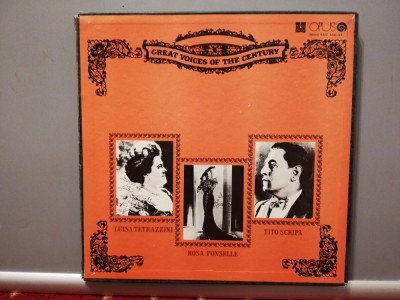 OPUS
GREAT VOICES OF THE CENTURY
LUISA TETRAZZINI
ROSA PONSELLE
TITO SCHIPA